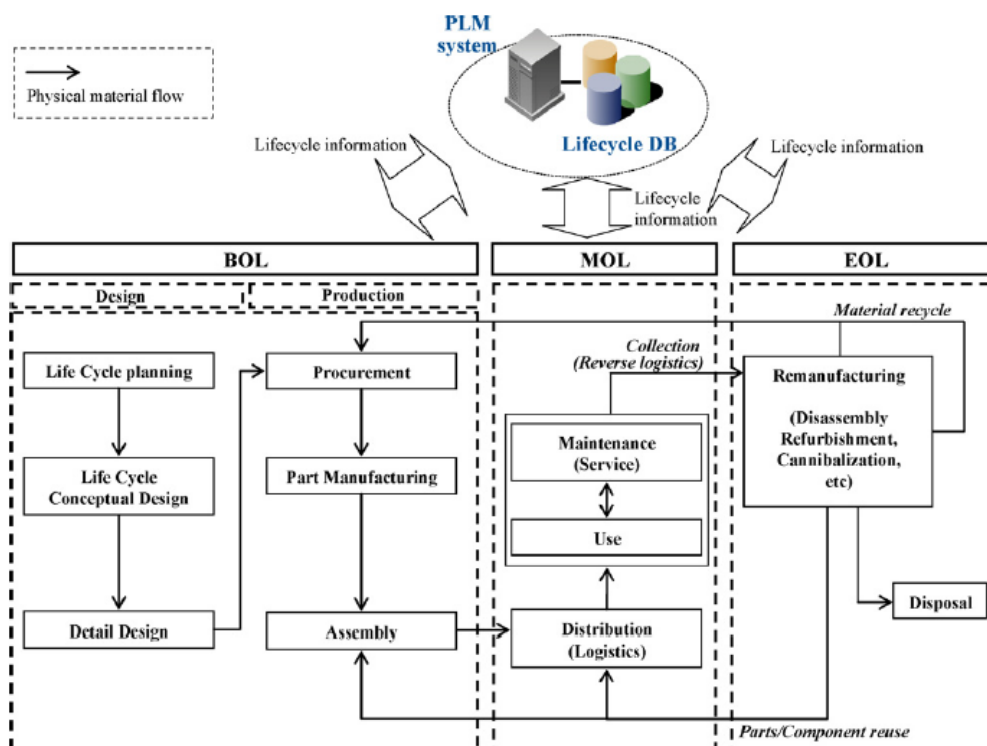 PLM
system
Physical material flow
Lifecycle DB
Lifecycle information
Lifecycle information
Lifecycle
information
BOL
MOL
EOL
Design
Production
Material recycle
Collection
(Reverse logistics)
Life Cycle planning
Procurement
Remanufacturing
(Disassembly
Refurbishment,
Cannibalization,
etc)
Maintenance
(Service)
Life Cycle
Conceptual Design
Part Manufacturing
Use
Disposal
Detail Design
Assembly
Distribution
(Logistics)
Parts/Component reuse